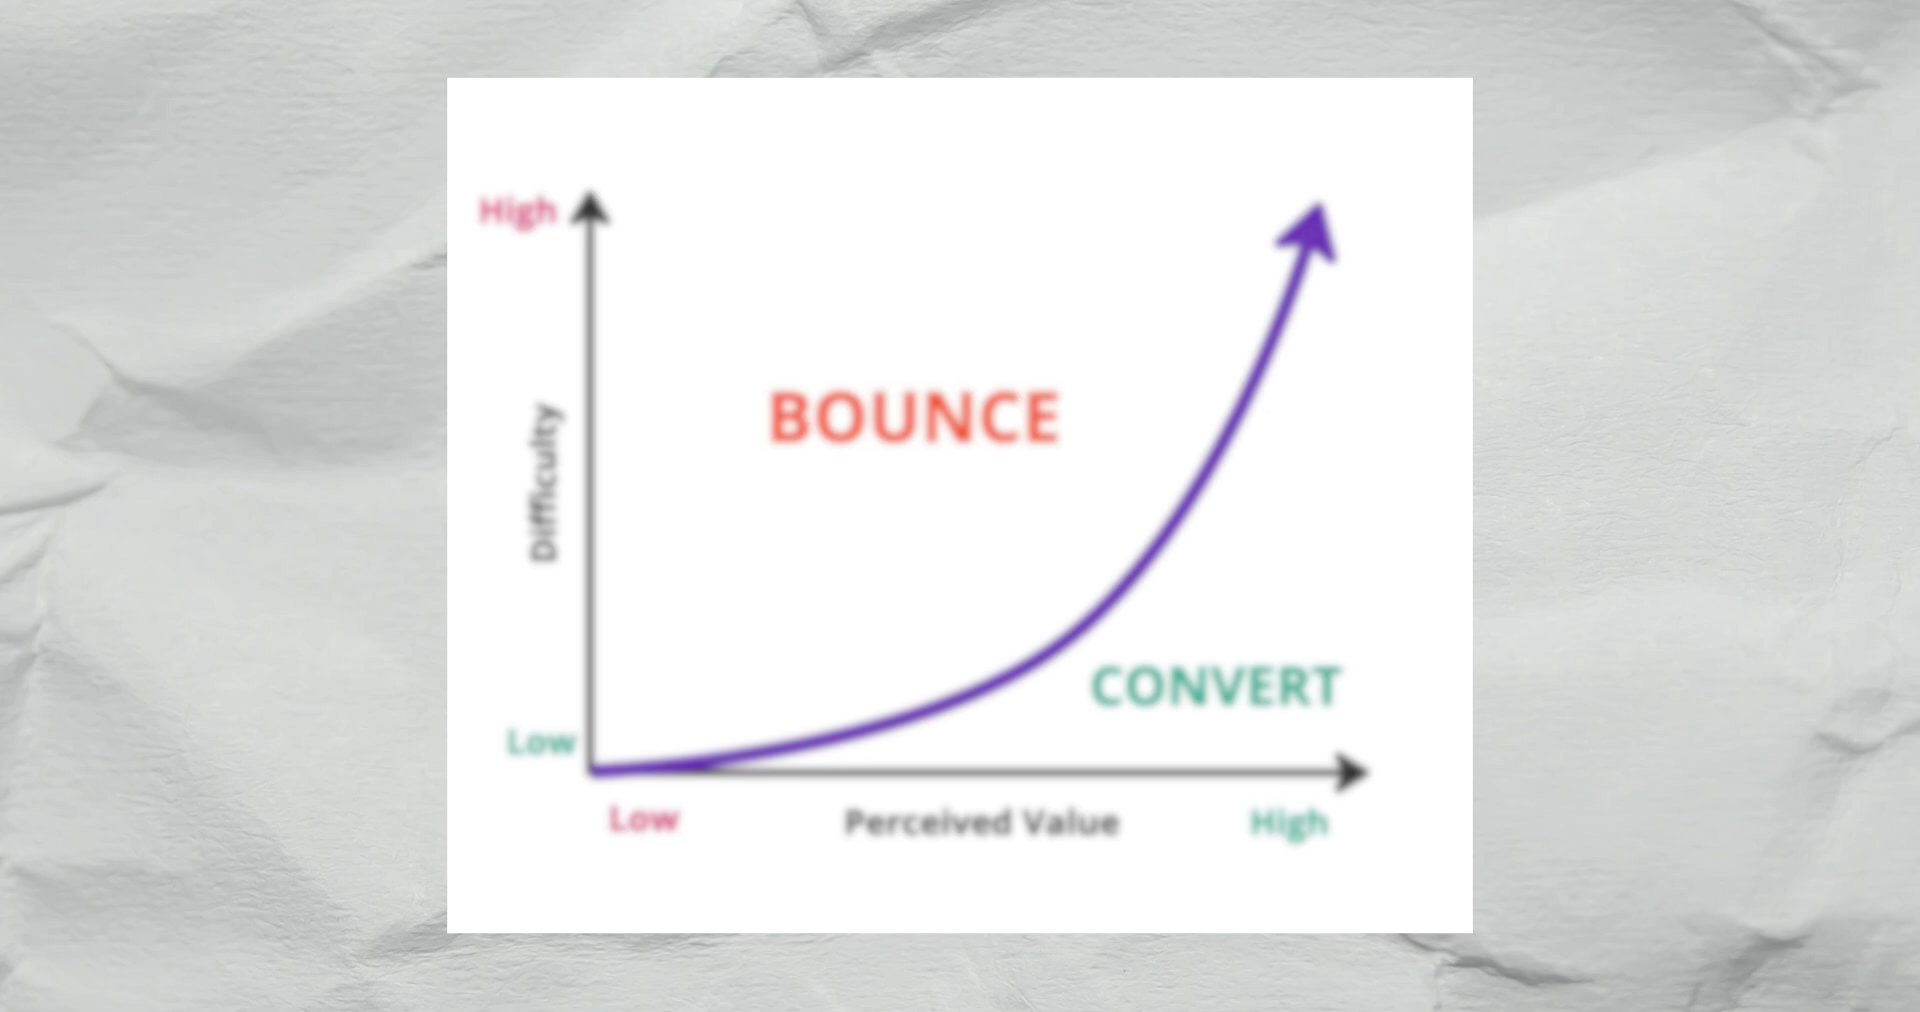 High
BOUNCE
Difficulty
CONVERT
Low
Low
Perceived Value
High